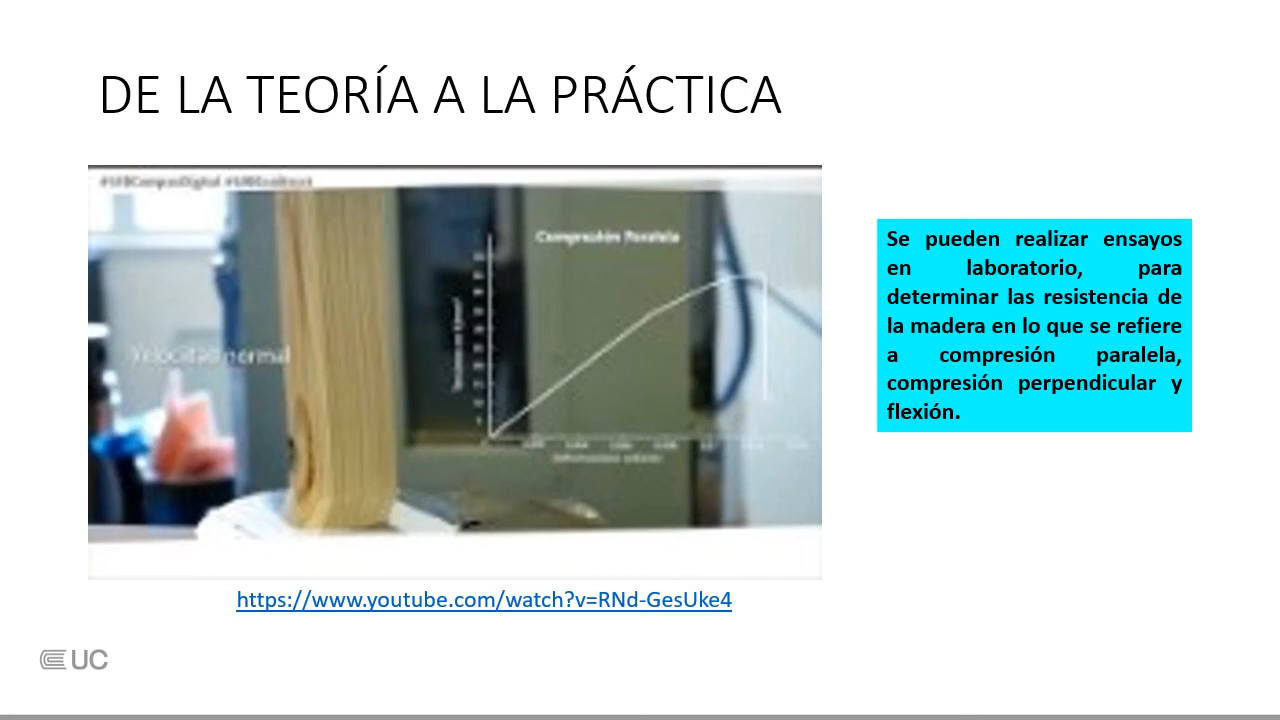 DE LA TEORÍA A LA PRÁCTICA
Velocidad normal
Compresión Paralela
Se pueden realizar ensayos
en laboratorio, para
determinar las resistencia de
la madera en lo que se refiere
a compresión paralela,
compresión perpendicular y
flexión.
https://www.youtube.com/watch?v=RNd-GesUke4
UC